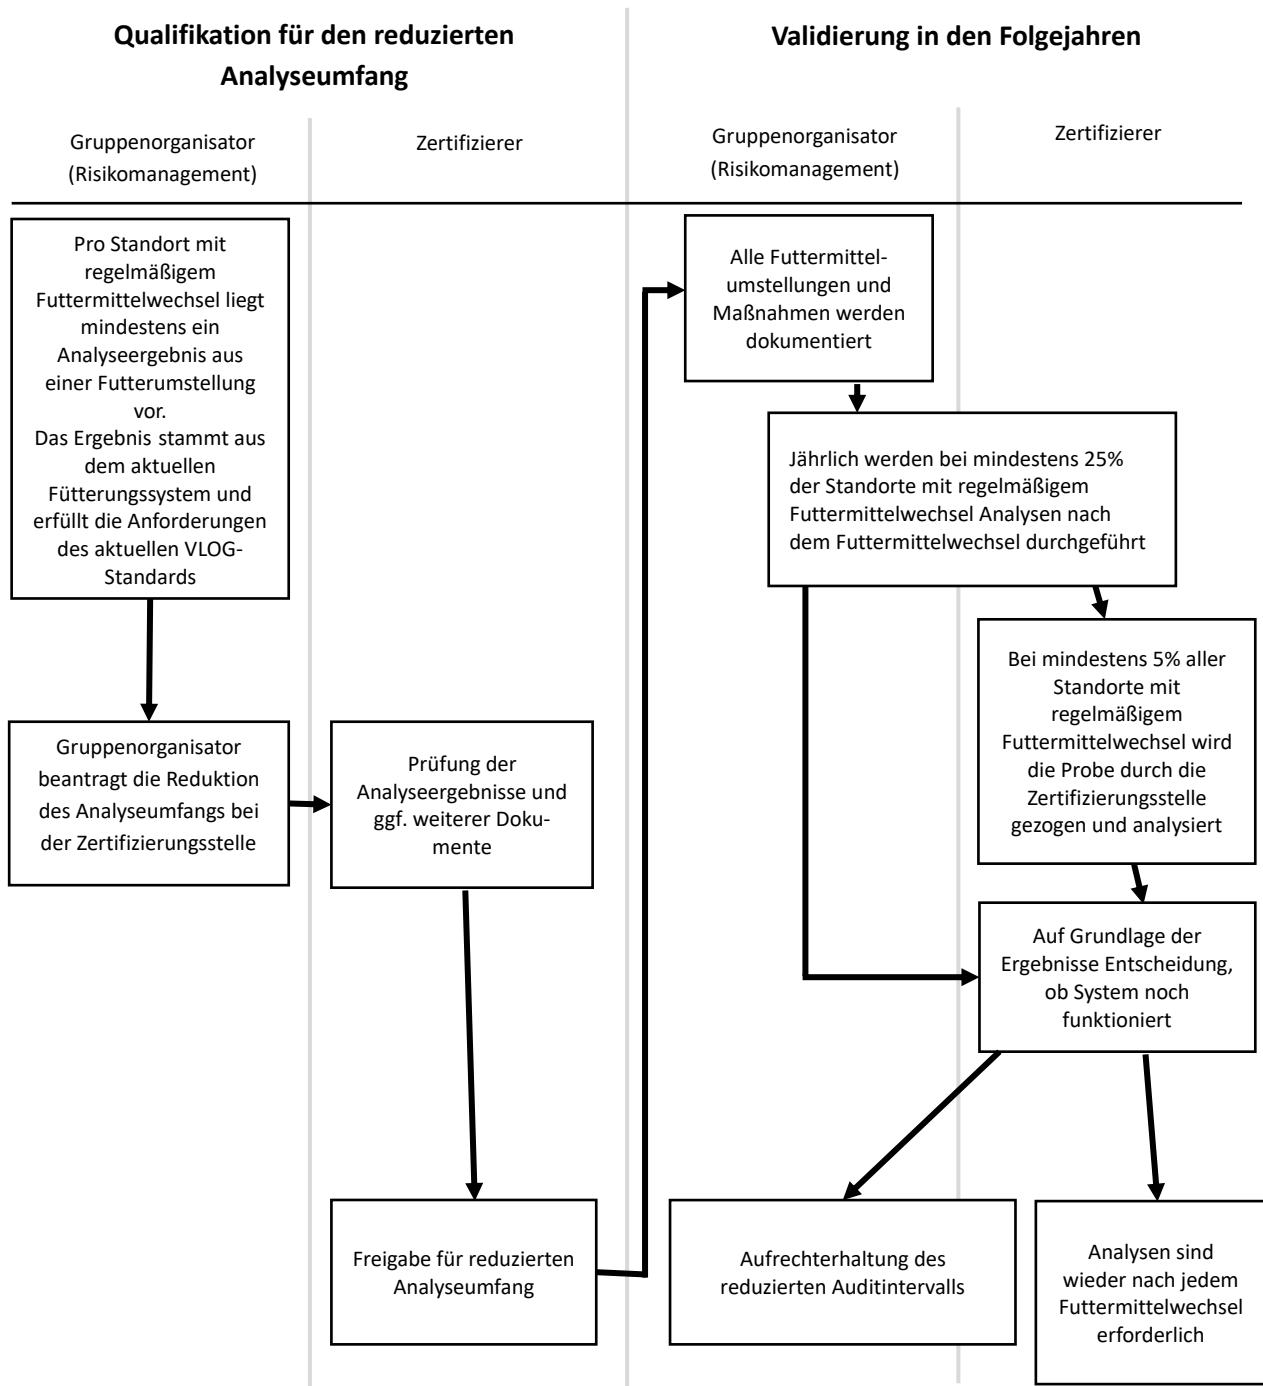 Qualifikation für den reduzierten
Analyseumfang
Validierung in den Folgejahren
Gruppenorganisator
(Risikomanagement)
Zertifizierer
Gruppenorganisator
(Risikomanagement)
Zertifizierer
Pro Standort mit
regelmäßigem
Futtermittelwechsel liegt
mindestens ein
Analyseergebnis aus
einer Futterumstellung
vor.
Das Ergebnis stammt aus
dem aktuellen
Fütterungssystem und
erfüllt die Anforderungen
des aktuellen VLOG-
Standards
Gruppenorganisator
beantragt die Reduktion
des Analyseumfangs bei
der Zertifizierungsstelle
Prüfung der
Analyseergebnisse und
ggf. weiterer Doku-
mente
Freigabe für reduzierten
Analyseumfang
Alle Futtermittel-
umstellungen und
Maßnahmen werden
dokumentiert
Jährlich werden bei mindestens 25%
der Standorte mit regelmäßigem
Futtermittelwechsel Analysen nach
dem Futtermittelwechsel durchgeführt
Bei mindestens 5% aller
Standorte mit
regelmäßigem
Futtermittelwechsel wird
die Probe durch die
Zertifizierungsstelle
gezogen und analysiert
Auf Grundlage der
Ergebnisse Entscheidung,
ob System noch
funktioniert
Aufrechterhaltung des
reduzierten Auditintervalls
Analysen sind
wieder nach jedem
Futtermittelwechsel
erforderlich